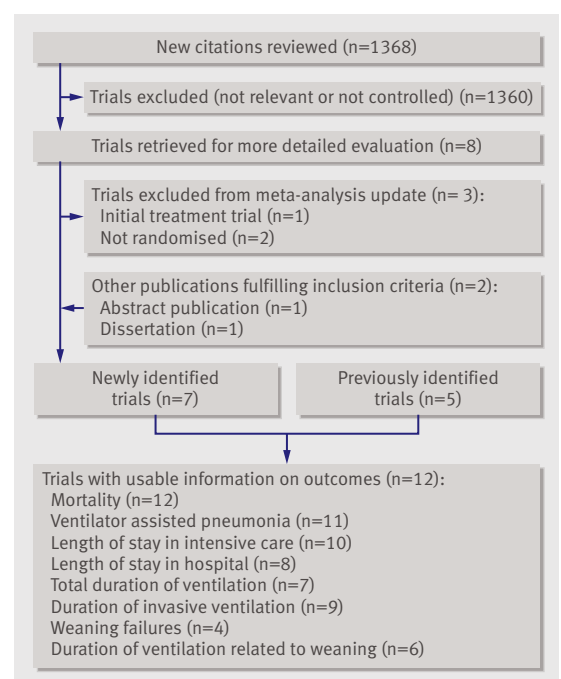 New citations reviewed (n=1368)
Trials excluded (not relevant or not controlled) (n=1360)
Trials retrieved for more detailed evaluation (n=8)
Trials excluded from meta-analysis update (n= 3):
Initial treatment trial (n=1)
Not randomised (n=2)
Other publications fulfilling inclusion criteria (n=2):
Abstract publication (n=1)
Dissertation (n=1)
Newly identified
trials (n=7)
Previously identified
trials (n=5)
Trials with usable information on outcomes (n=12):
Mortality (n=12)
Ventilator assisted pneumonia (n=11)
Length of stay in intensive care (n=10)
Length of stay in hospital (n=8)
Total duration of ventilation (n=7)
Duration of invasive ventilation (n=9)
Weaning failures (n=4)
Duration of ventilation related to weaning (n=6)